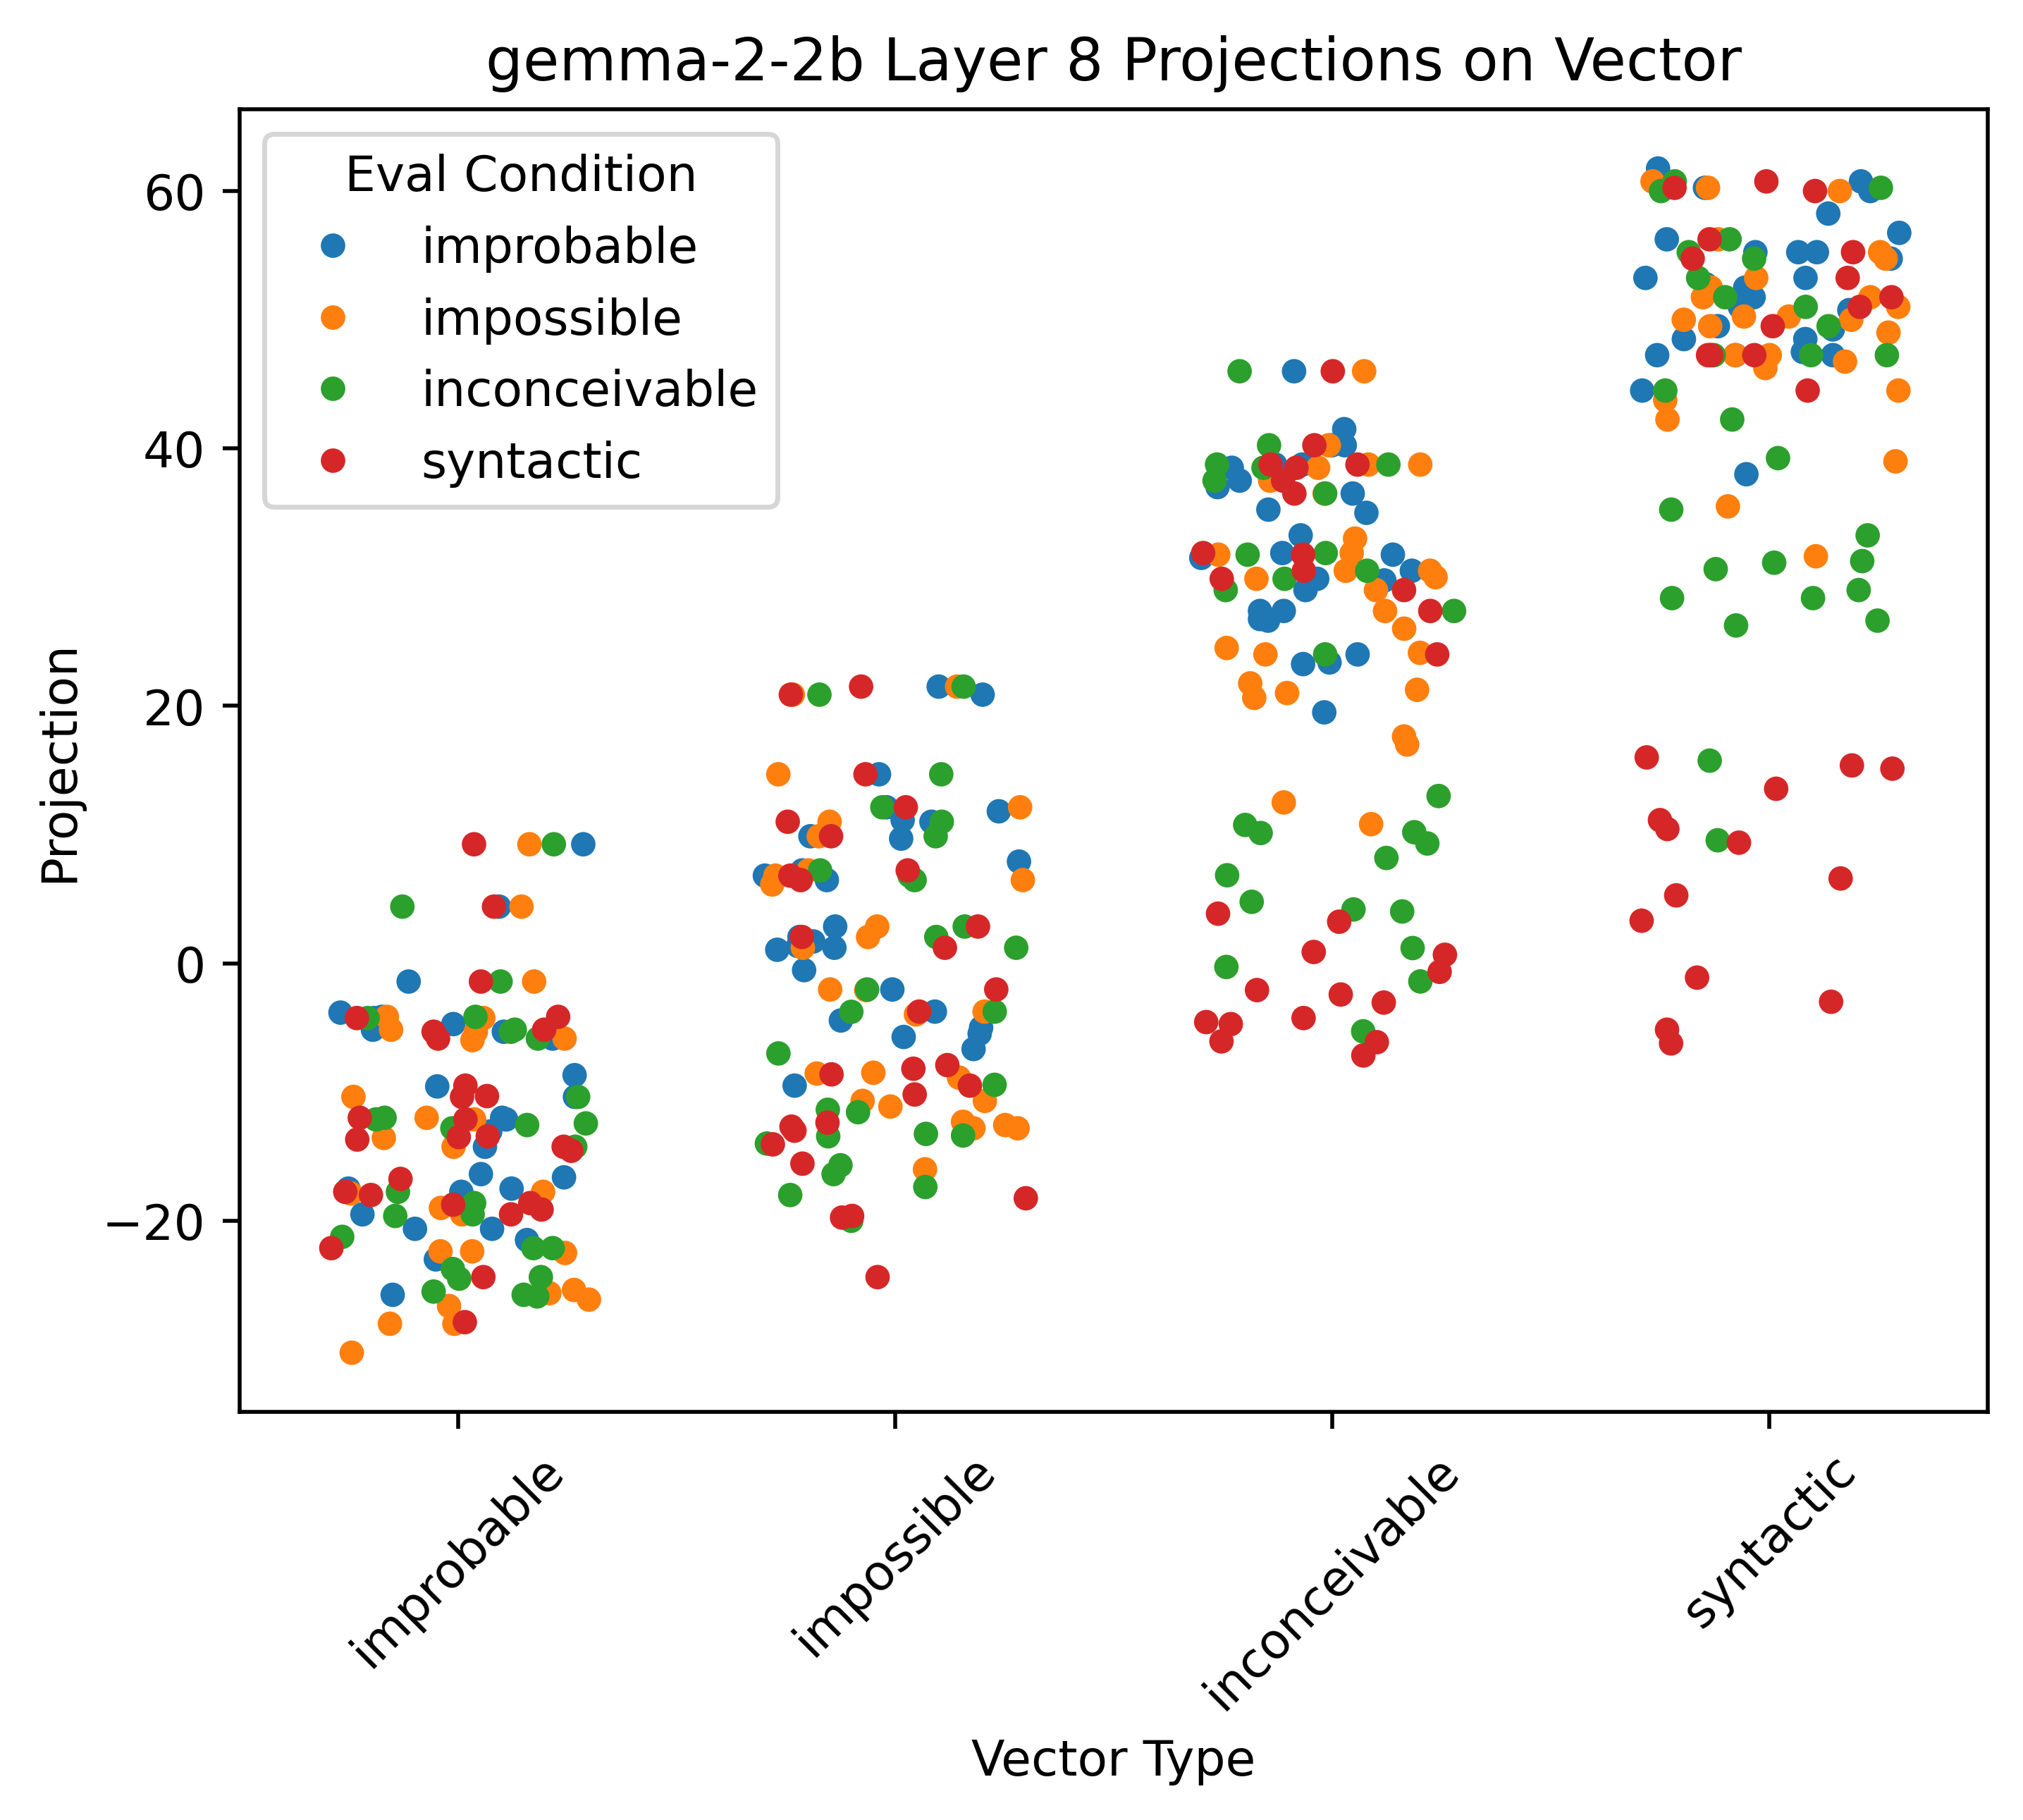 gemma-2-2b Layer 8 Projections on Vector
Eval Condition
improbable
impossible
inconceivable
syntactic
60
40
20
0
−20
Projection
improbable
impossible
inconceivable
syntactic
Vector Type